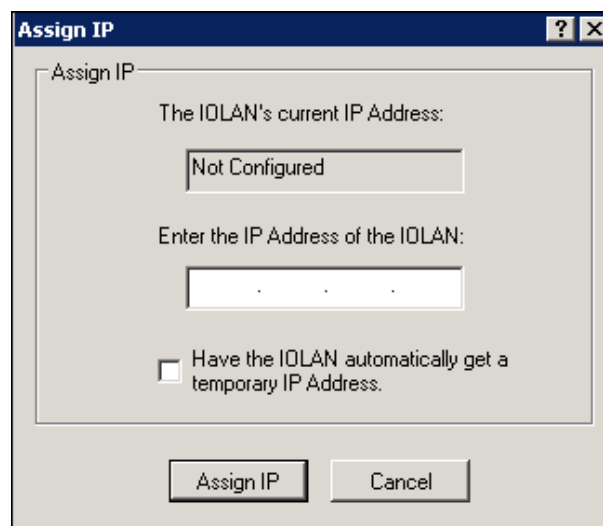 Assign IP
Assign IP
The IOLAN's current IP Address:
Not Configured
Enter the IP Address of the IOLAN:
. . .
Have the IOLAN automatically get a
temporary IP Address.
Assign IP Cancel